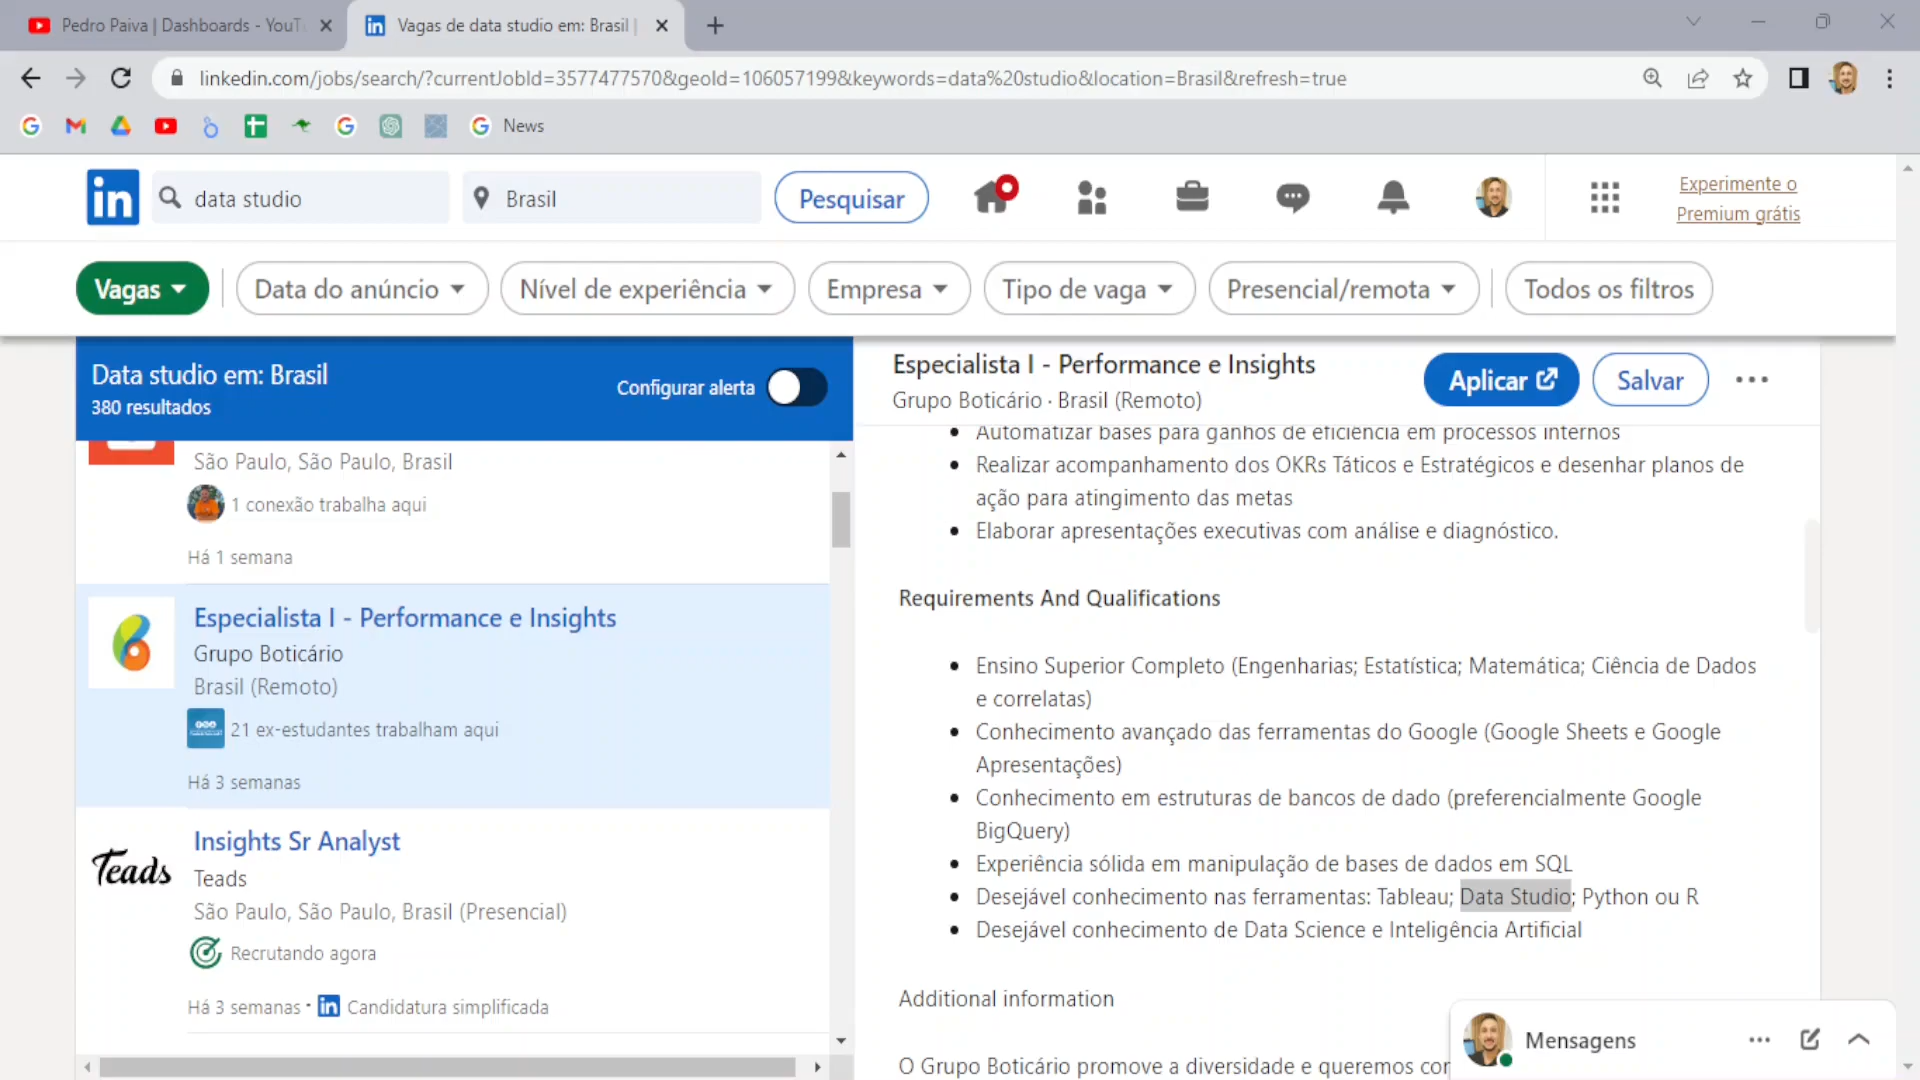 Pedro Paiva | Dashboards - YouT
Vagas de data studio em: Brasil |
linkedin.com/jobs/search/?currentJobId=3577477570&geoId=106057199&keywords=data%20studio&location=Brasil&refresh=true
News
in
data studio
Brasil
Pesquisar
Experimente o
Premium grátis
Vagas
Data do anúncio
Nível de experiência
Empresa
Tipo de vaga
Presencial/remota
Todos os filtros
Data studio em: Brasil
380 resultados
Configurar alerta
São Paulo, São Paulo, Brasil
1 conexão trabalha aqui
Há 1 semana
Especialista I - Performance e Insights
Grupo Boticário
Brasil (Remoto)
21 ex-estudantes trabalham aqui
Há 3 semanas
Teads
Insights Sr Analyst
Teads
São Paulo, São Paulo, Brasil (Presencial)
Recrutando agora
Há 3 semanas · in Candidatura simplificada
Especialista I - Performance e Insights
Grupo Boticário · Brasil (Remoto)
Aplicar
Salvar
• Automatizar bases para ganhos de eficiência em processos internos
• Realizar acompanhamento dos OKRs Táticos e Estratégicos e desenhar planos de
ação para atingimento das metas
• Elaborar apresentações executivas com análise e diagnóstico.
Requirements And Qualifications
• Ensino Superior Completo (Engenharias; Estatística; Matemática; Ciência de Dados
e correlatas)
• Conhecimento avançado das ferramentas do Google (Google Sheets e Google
Apresentações)
• Conhecimento em estruturas de bancos de dado (preferencialmente Google
BigQuery)
• Experiência sólida em manipulação de bases de dados em SQL
• Desejável conhecimento nas ferramentas: Tableau; Data Studio; Python ou R
• Desejável conhecimento de Data Science e Inteligência Artificial
Additional information
O Grupo Boticário promove a diversidade e queremos cor
Mensagens